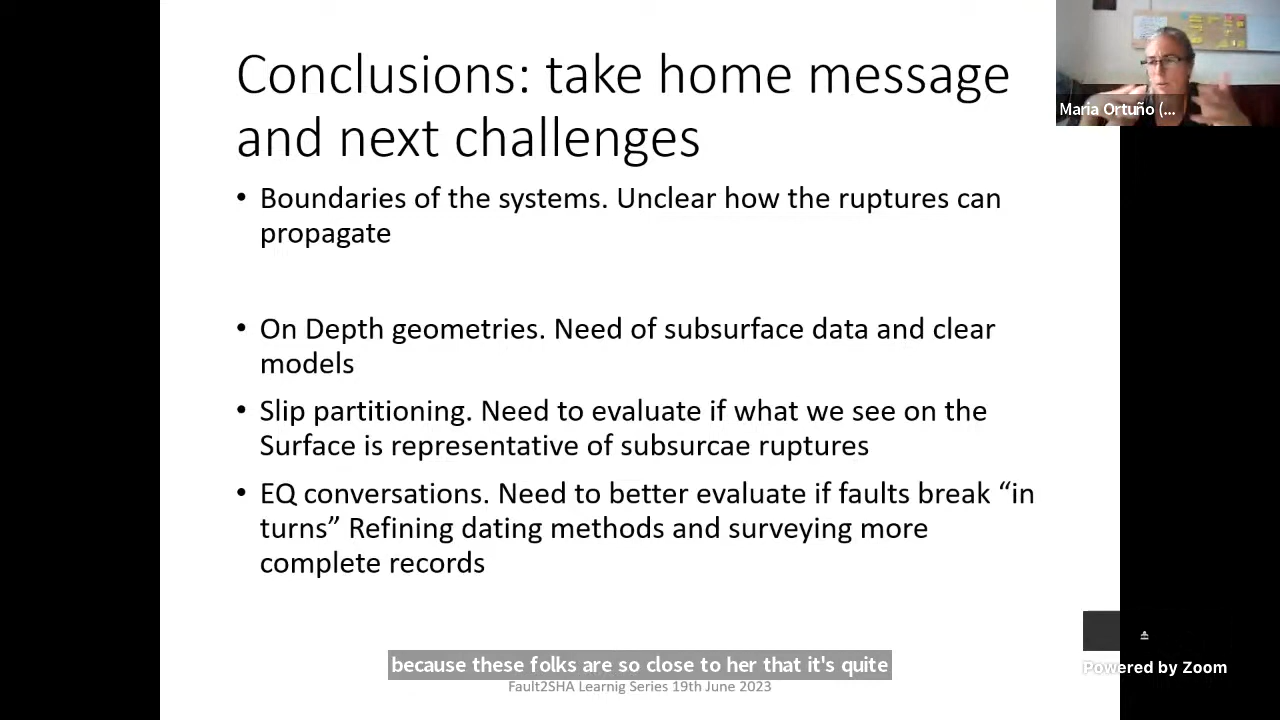 Conclusions: take home message
and next challenges
Maria Ortuño (...
• Boundaries of the systems. Unclear how the ruptures can
propagate
• On Depth geometries. Need of subsurface data and clear
models
• Slip partitioning. Need to evaluate if what we see on the
Surface is representative of subsurcae ruptures
• EQ conversations. Need to better evaluate if faults break “in
turns” Refining dating methods and surveying more
complete records
because these folks are so close to her that it's quite
Powered by Zoom
Fault2SHA Learnig Series 19th June 2023